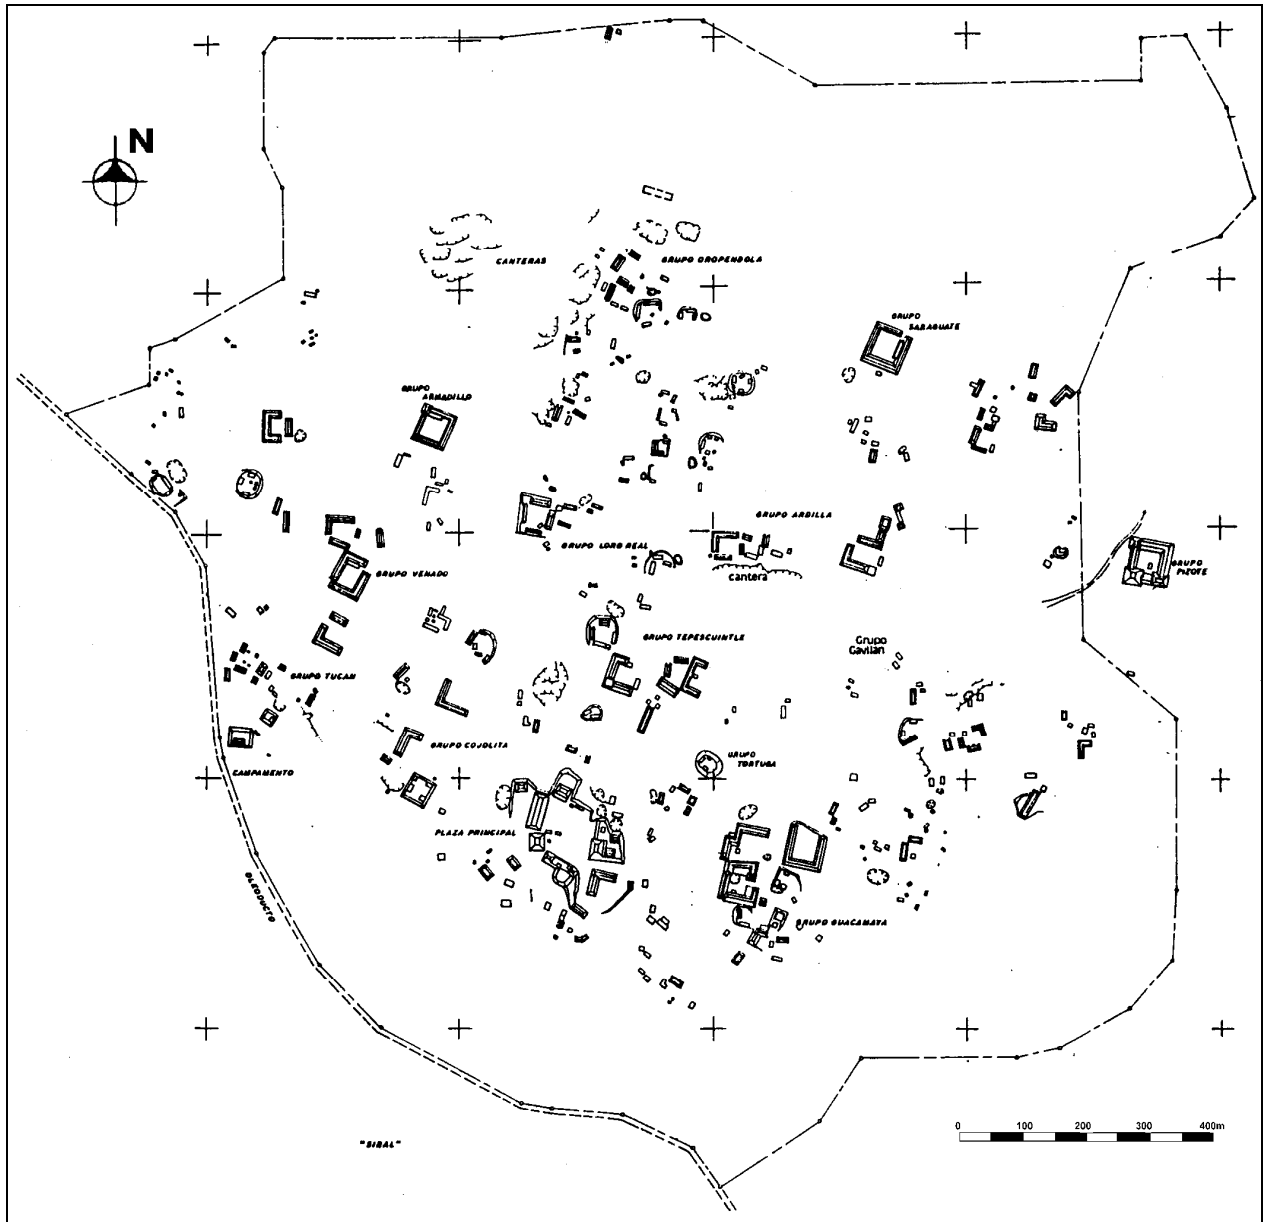 N
CANTERAS
GRUPO OROPENDOLA
GRUPO
SARAGUATE
GRUPO
ARMADILLO
GRUPO ARDILLA
GRUPO LORO REAL
cantera
GRUPO VENADO
GRUPO
PIZOTE
GRUPO TEPESCUINTLE
Grupo
Gavilan
GRUPO TUCAN
GRUPO COJOLITA
GRUPO
TORTUGA
CAMPAMENTO
PLAZA PRINCIPAL
OLEODUCTO
GRUPO GUACAMAYA
0 100 200 300 400m
"SIBAL"